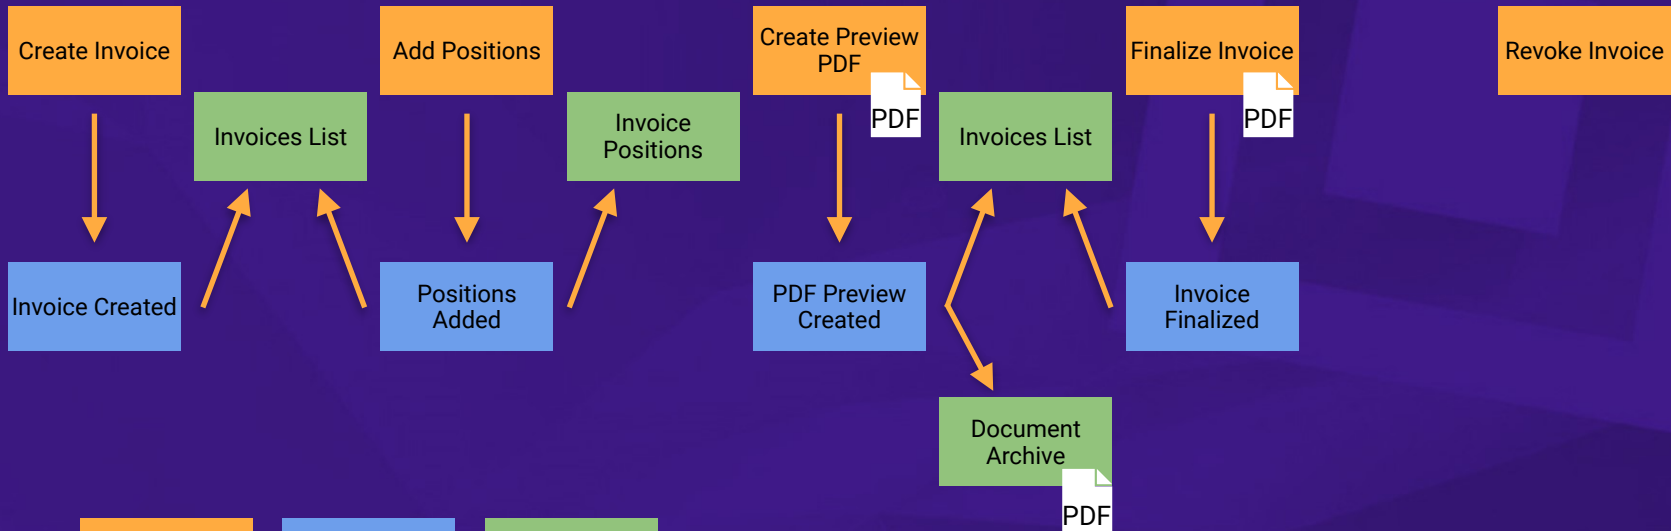 Create Invoice
Add Positions
Create Preview
PDF
PDF
Finalize Invoice
PDF
Revoke Invoice
Invoices List
Invoice
Positions
Invoices List
Invoice Created
Positions
Added
PDF Preview
Created
Invoice
Finalized
Document
Archive
PDF